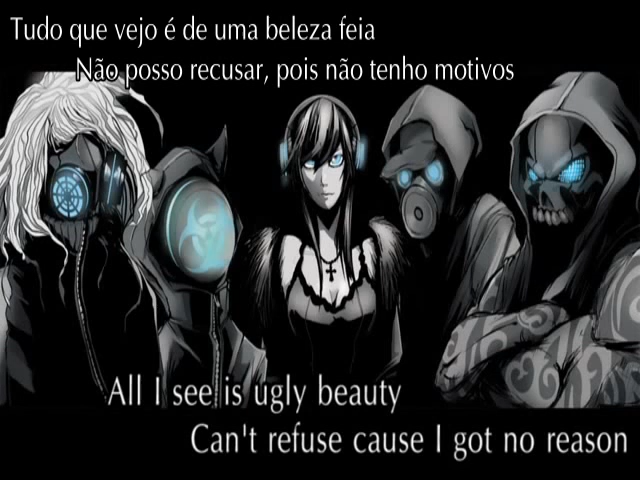 Tudo que vejo é de uma beleza feia
Não posso recusar, pois não tenho motivos
All I see is ugly beauty
Can't refuse cause I got no reason